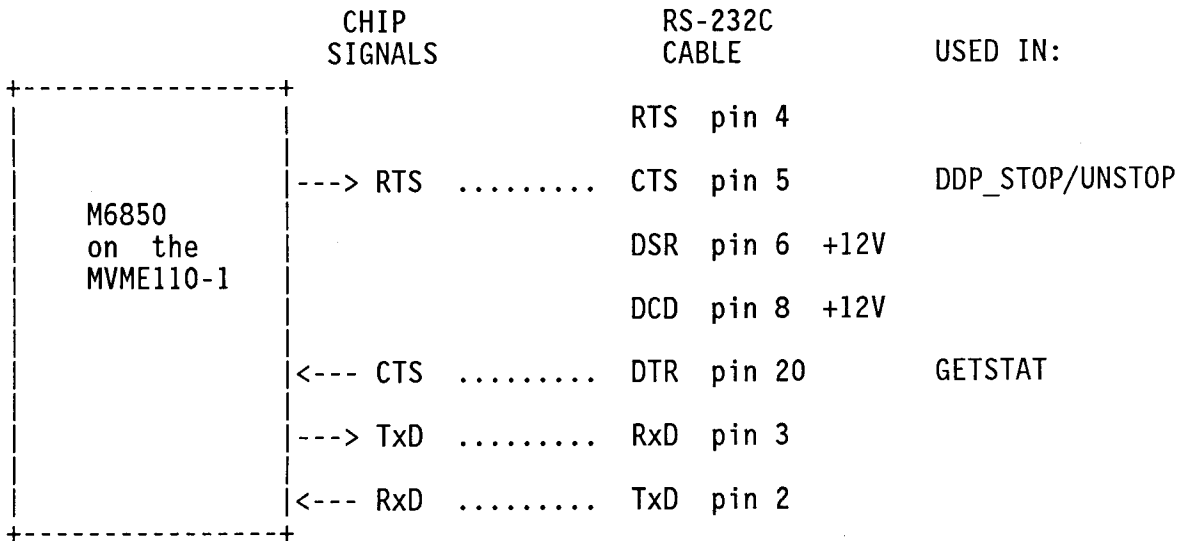 CHIP RS-232C
SIGNALS CABLE USED IN:
+-----------------+
RTS pin 4
|---> RTS ......... CTS pin 5 DDP_STOP/UNSTOP
M6850
on the DSR pin 6 +12V
MVME110-1
DCD pin 8 +12V
|<--- CTS ......... DTR pin 20 GETSTAT
|---> TxD ......... RxD pin 3
|<--- RxD ......... TxD pin 2
+-----------------+